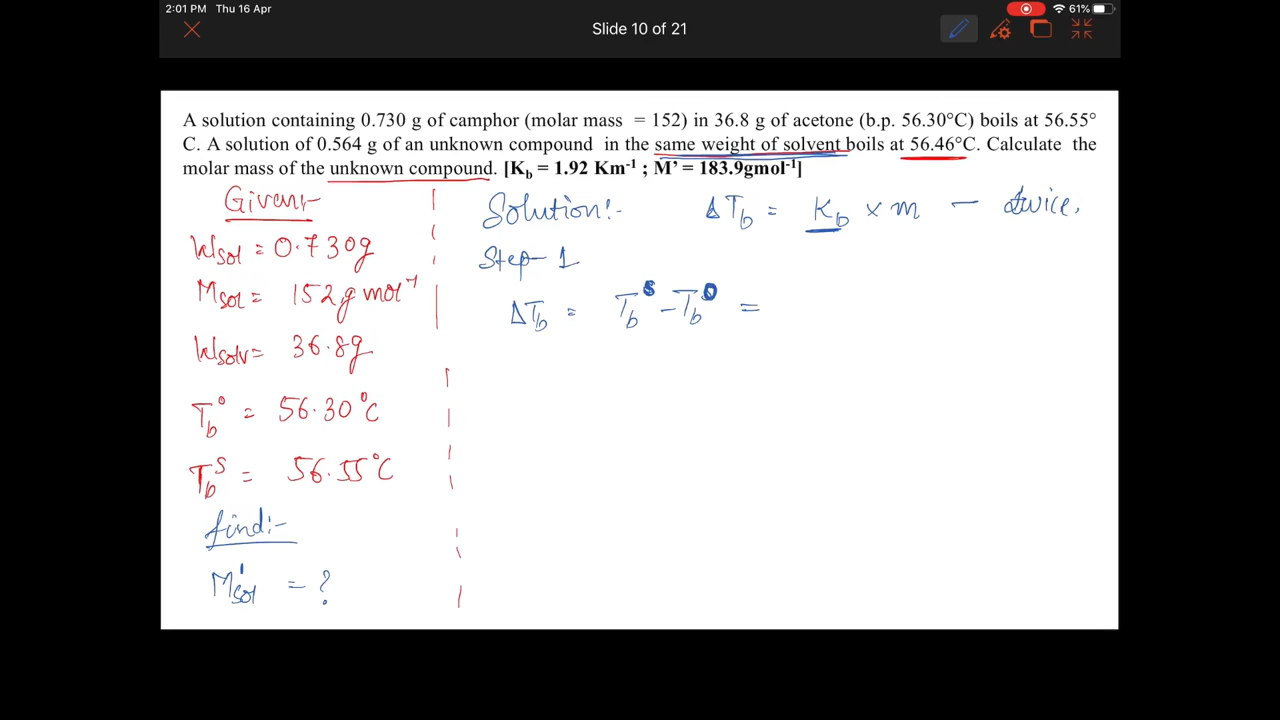 2:01 PM Thu 16 Apr
61%
Slide 10 of 21
A solution containing 0.730 g of camphor (molar mass = 152) in 36.8 g of acetone (b.p. 56.30°C) boils at 56.55°
C. A solution of 0.564 g of an unknown compound in the same weight of solvent boils at 56.46°C. Calculate the
molar mass of the unknown compound. [Kb = 1.92 Km⁻¹ ; M’ = 183.9gmol⁻¹]
Given:-
Wsol = 0.730g
Msol = 152 g mol⁻¹
Wsolv = 36.8g
Tb° = 56.30°C
Tbˢ = 56.55°C
find:-
M'sol = ?
Solution:-
ΔTb = Kb × m — twice,
Step-1
ΔTb = Tbˢ - Tb⁰ =